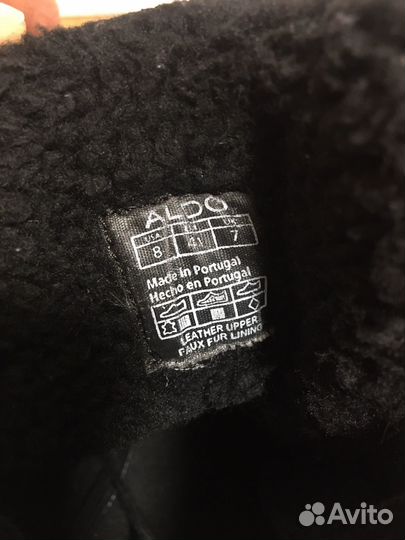 ALDO
USA EU UK
8 41 7
Made in Portugal
Hecho en Portugal
LEATHER UPPER
FAUX FUR LINING
Avito